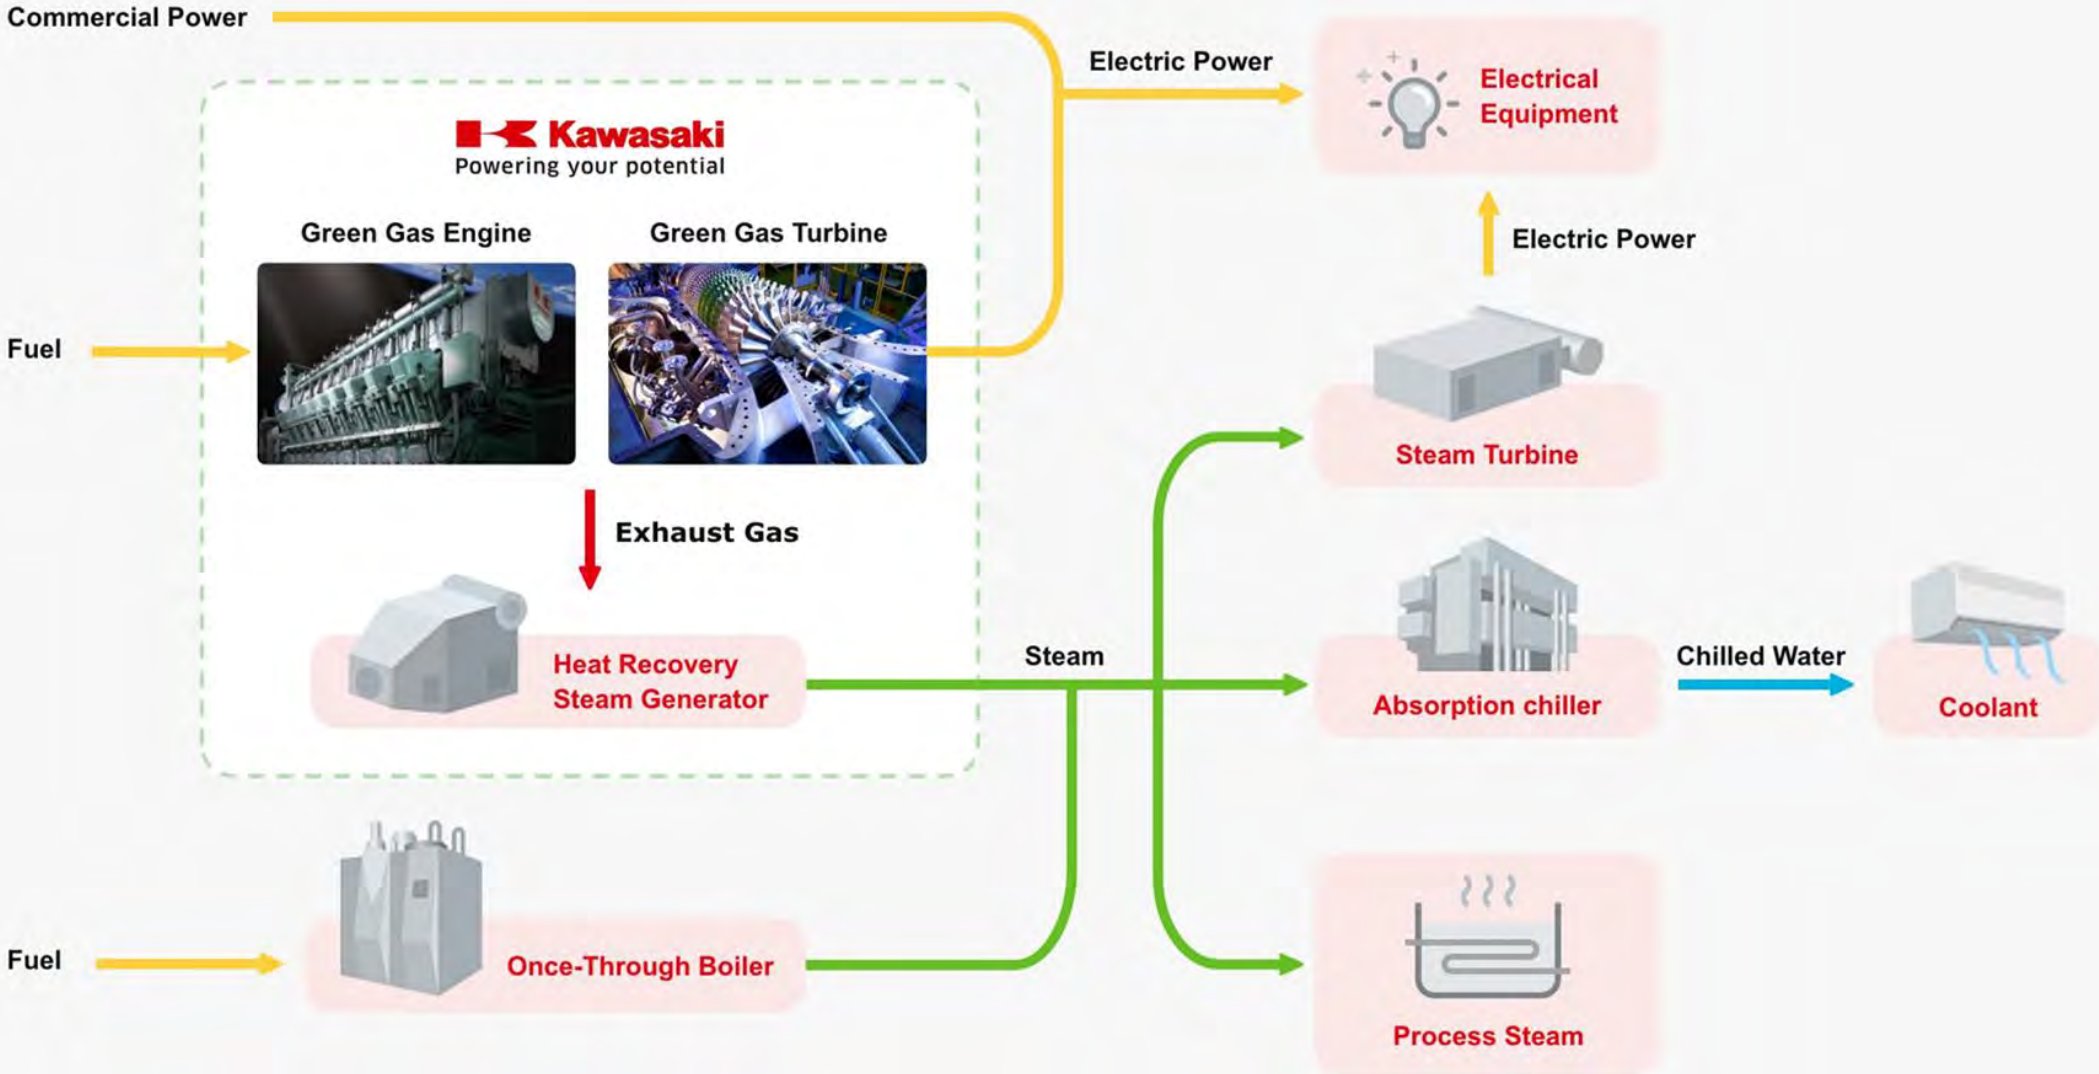 Commercial Power
Electric Power
Electrical
Equipment
Kawasaki
Powering your potential
Green Gas Engine
Green Gas Turbine
Electric Power
Fuel
Steam Turbine
Exhaust Gas
Heat Recovery
Steam Generator
Steam
Absorption chiller
Chilled Water
Coolant
Fuel
Once-Through Boiler
Process Steam